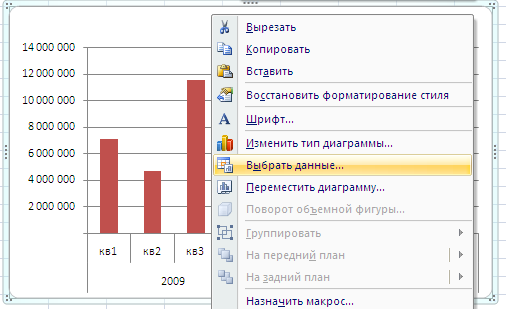 14 000 000
12 000 000
10 000 000
8 000 000
6 000 000
4 000 000
2 000 000
кв1 кв2 кв3
2009
Вырезать
Копировать
Вставить
Восстановить форматирование стиля
Шрифт...
Изменить тип диаграммы...
Выбрать данные...
Переместить диаграмму...
Поворот объемной фигуры...
Группировать
На передний план
На задний план
Назначить макрос...